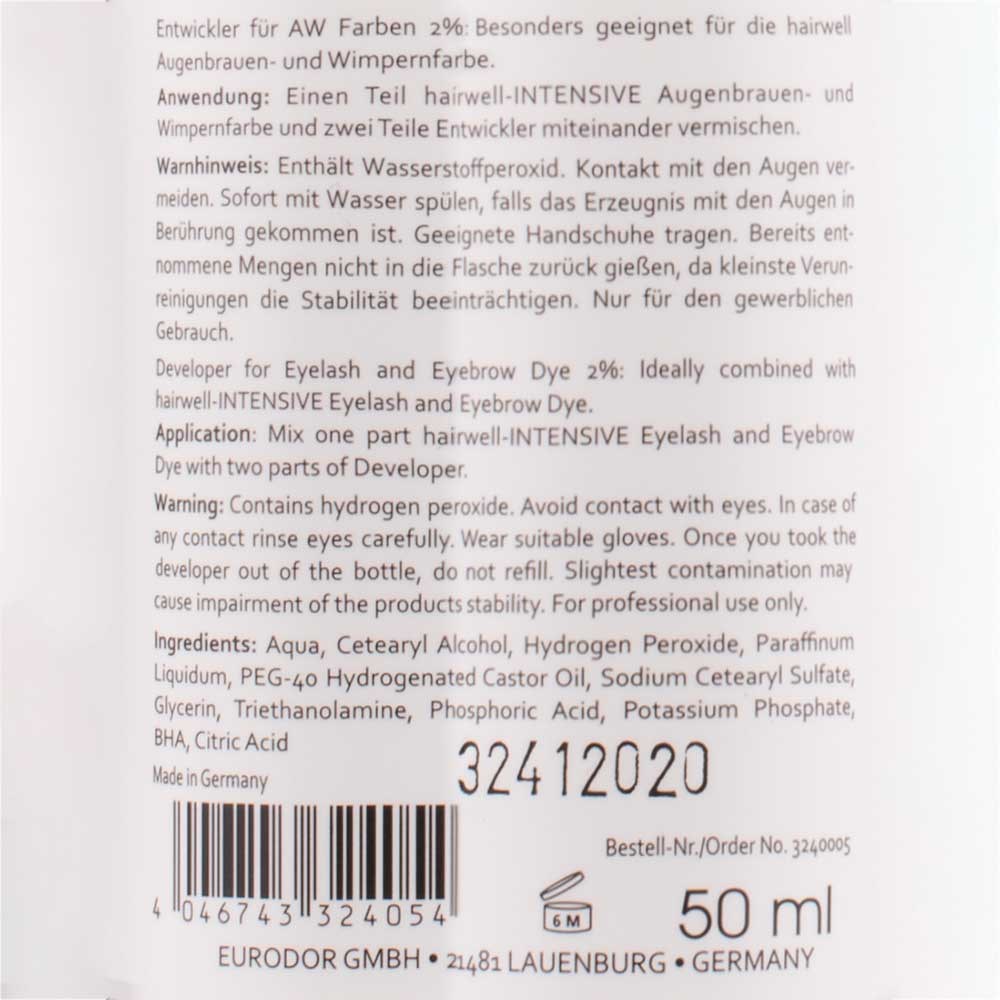 Entwickler für AW Farben 2%: Besonders geeignet für die hairwell
Augenbrauen- und Wimpernfarbe.
Anwendung: Einen Teil hairwell-INTENSIVE Augenbrauen- und
Wimpernfarbe und zwei Teile Entwickler miteinander vermischen.
Warnhinweis: Enthält Wasserstoffperoxid. Kontakt mit den Augen ver-
meiden. Sofort mit Wasser spülen, falls das Erzeugnis mit den Augen in
Berührung gekommen ist. Geeignete Handschuhe tragen. Bereits ent-
nommene Mengen nicht in die Flasche zurück gießen, da kleinste Verun-
reinigungen die Stabilität beeinträchtigen. Nur für den gewerblichen
Gebrauch.
Developer for Eyelash and Eyebrow Dye 2%: Ideally combined with
hairwell-INTENSIVE Eyelash and Eyebrow Dye.
Application: Mix one part hairwell-INTENSIVE Eyelash and Eyebrow
Dye with two parts of Developer.
Warning: Contains hydrogen peroxide. Avoid contact with eyes. In case of
any contact rinse eyes carefully. Wear suitable gloves. Once you took the
developer out of the bottle, do not refill. Slightest contamination may
cause impairment of the products stability. For professional use only.
Ingredients: Aqua, Cetearyl Alcohol, Hydrogen Peroxide, Paraffinum
Liquidum, PEG-40 Hydrogenated Castor Oil, Sodium Cetearyl Sulfate,
Glycerin, Triethanolamine, Phosphoric Acid, Potassium Phosphate,
BHA, Citric Acid
32412020
Made in Germany
Bestell-Nr./Order No. 3240005
4 046743 324054
6 M
50 ml
EURODOR GMBH • 21481 LAUENBURG • GERMANY